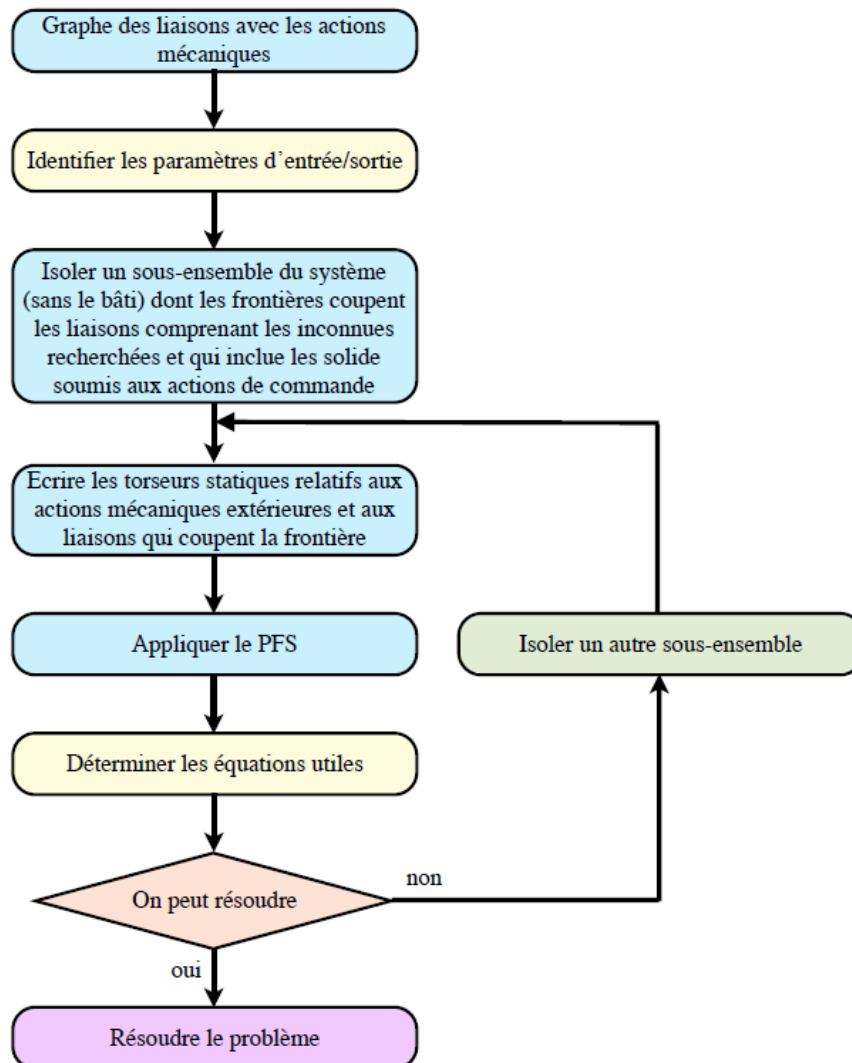 Graphe des liaisons avec les actions
mécaniques
Identifier les paramètres d'entrée/sortie
Isoler un sous-ensemble du système
(sans le bâti) dont les frontières coupent
les liaisons comprenant les inconnues
recherchées et qui inclue les solide
soumis aux actions de commande
Ecrire les torseurs statiques relatifs aux
actions mécaniques extérieures et aux
liaisons qui coupent la frontière
Appliquer le PFS
Isoler un autre sous-ensemble
Déterminer les équations utiles
On peut résoudre
non
oui
Résoudre le problème